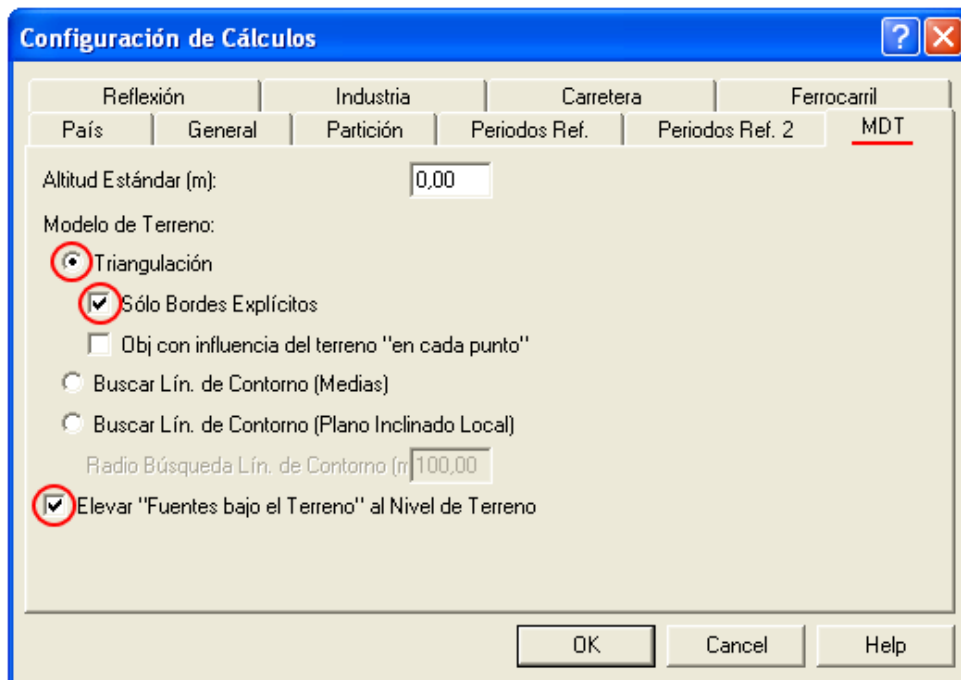 Configuración de Cálculos
Reflexión Industria Carretera Ferrocarril
País General Partición Periodos Ref. Periodos Ref. 2 MDT
Altitud Estándar (m): 0,00
Modelo de Terreno:
Triangulación
Sólo Bordes Explícitos
Obj con influencia del terreno "en cada punto"
Buscar Lín. de Contorno (Medias)
Buscar Lín. de Contorno (Plano Inclinado Local)
Radio Búsqueda Lín. de Contorno (m 100,00
Elevar "Fuentes bajo el Terreno" al Nivel de Terreno
OK Cancel Help